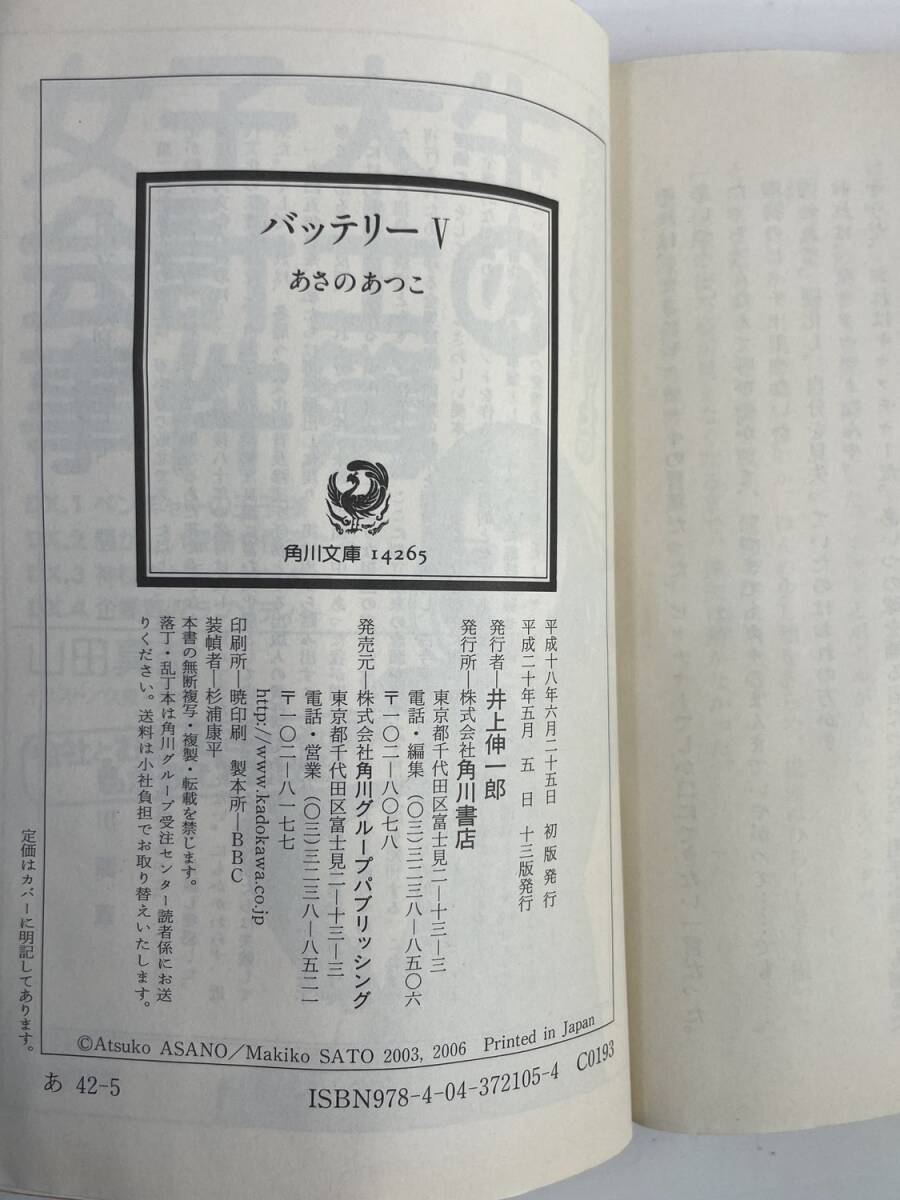 バッテリーⅤ
あさのあつこ
角川文庫 14265
平成十八年六月二十五日 初版発行
平成二十年五月 五 日 十三版発行
発行者―井上伸一郎
発行所―株式会社角川書店
東京都千代田区富士見二―十三―三
電話・編集 (〇三)三二三八―八五〇六
〒一〇二―八〇七八
発売元―株式会社角川グループパブリッシング
東京都千代田区富士見二―十三―三
電話・営業 (〇三)三二三八―八五二一
〒一〇二―八一七七
http://www.kadokawa.co.jp
印刷所―暁印刷 製本所―BBC
装幀者―杉浦康平
本書の無断複写・複製・転載を禁じます。
落丁・乱丁本は角川グループ受注センター読者係にお送
りください。送料は小社負担でお取り替えいたします。
定価はカバーに明記してあります。
©Atsuko ASANO/Makiko SATO 2003, 2006 Printed in Japan
あ 42-5
ISBN978-4-04-372105-4 C0193